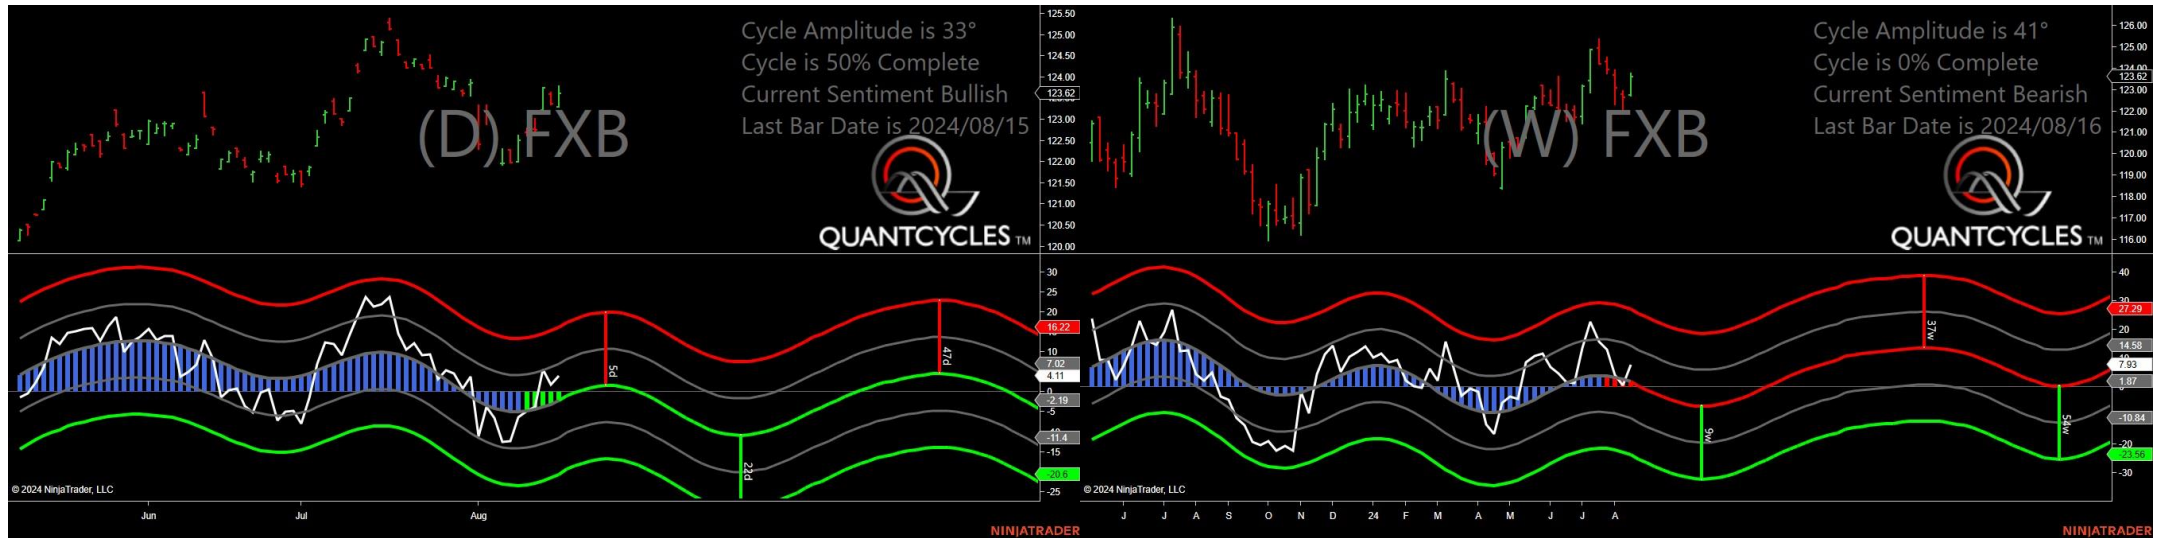 Cycle Amplitude is 33°
Cycle is 50% Complete
Current Sentiment Bullish
Last Bar Date is 2024/08/15
(D) FXB
QUANTCYCLES TM
125.50
125.00
124.50
124.00
123.62
123.00
122.50
122.00
121.50
121.00
120.50
120.00
30
25
20
16.22
10
7.02
4.11
0
-2.19
-5
-11.4
-15
-20.6
-25
5d
22d
47d
© 2024 NinjaTrader, LLC
Jun Jul Aug
NINJATRADER
Cycle Amplitude is 41°
Cycle is 0% Complete
Current Sentiment Bearish
Last Bar Date is 2024/08/16
(W) FXB
QUANTCYCLES TM
126.00
125.00
124.00
123.62
123.00
122.00
121.00
120.00
119.00
118.00
117.00
116.00
40
27.29
20
14.58
7.93
1.87
-10.84
-20
-23.56
-30
9w
37w
54w
© 2024 NinjaTrader, LLC
J J A S O N D 24 F M A M J J A
NINJATRADER